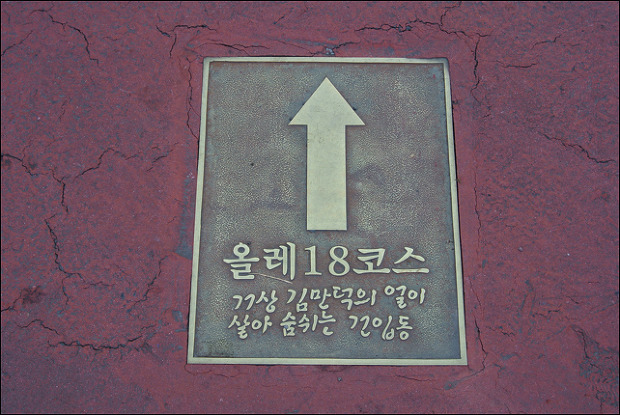 올레18코스
거상 김만덕의 얼이
살아 숨쉬는 건입동